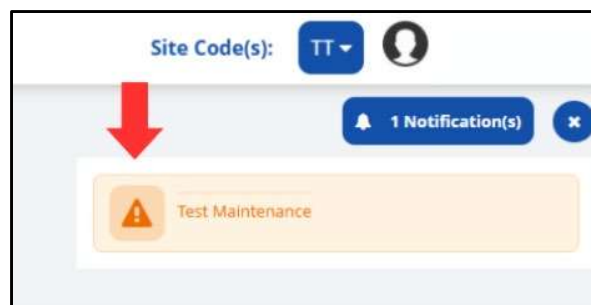 Site Code(s): TT
1 Notification(s)
Test Maintenance